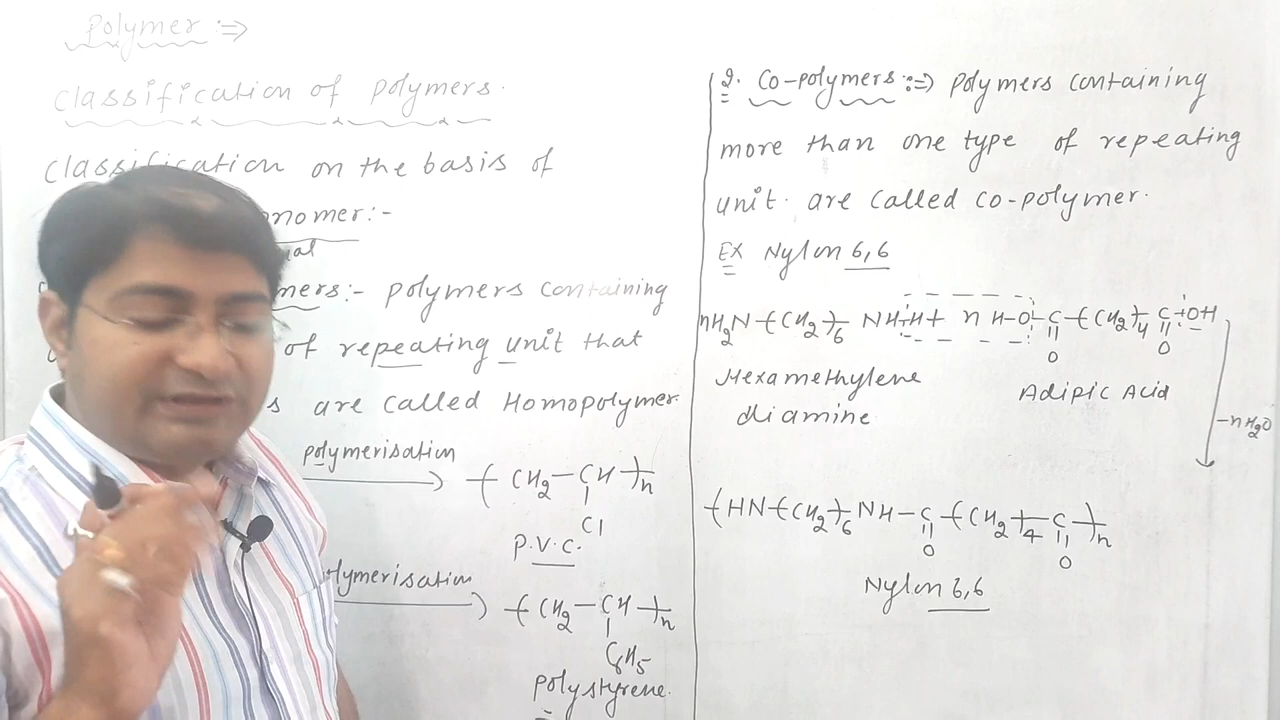 Polymer :⇒
Classification of polymers.
Classification on the basis of
nomer:-
mers:- polymers containing
of repeating unit that
s are called Homopolymer
polymerisation
( CH2–CH )n
Cl
P.V.C.
olymerisation
( CH2–CH )n
C6H5
polystyrene.
2. Co-polymers :⇒ polymers containing
more than one type of repeating
unit. are called co-polymer.
EX Nylon 6,6
nH2N–(CH2)6 NH H + n H–O–C–(CH2)4 C–OH
O O
Hexamethylene Adipic Acid
diamine
-nH2O
(HN–(CH2)6 NH–C–(CH2)4–C)n
O O
Nylon 6,6